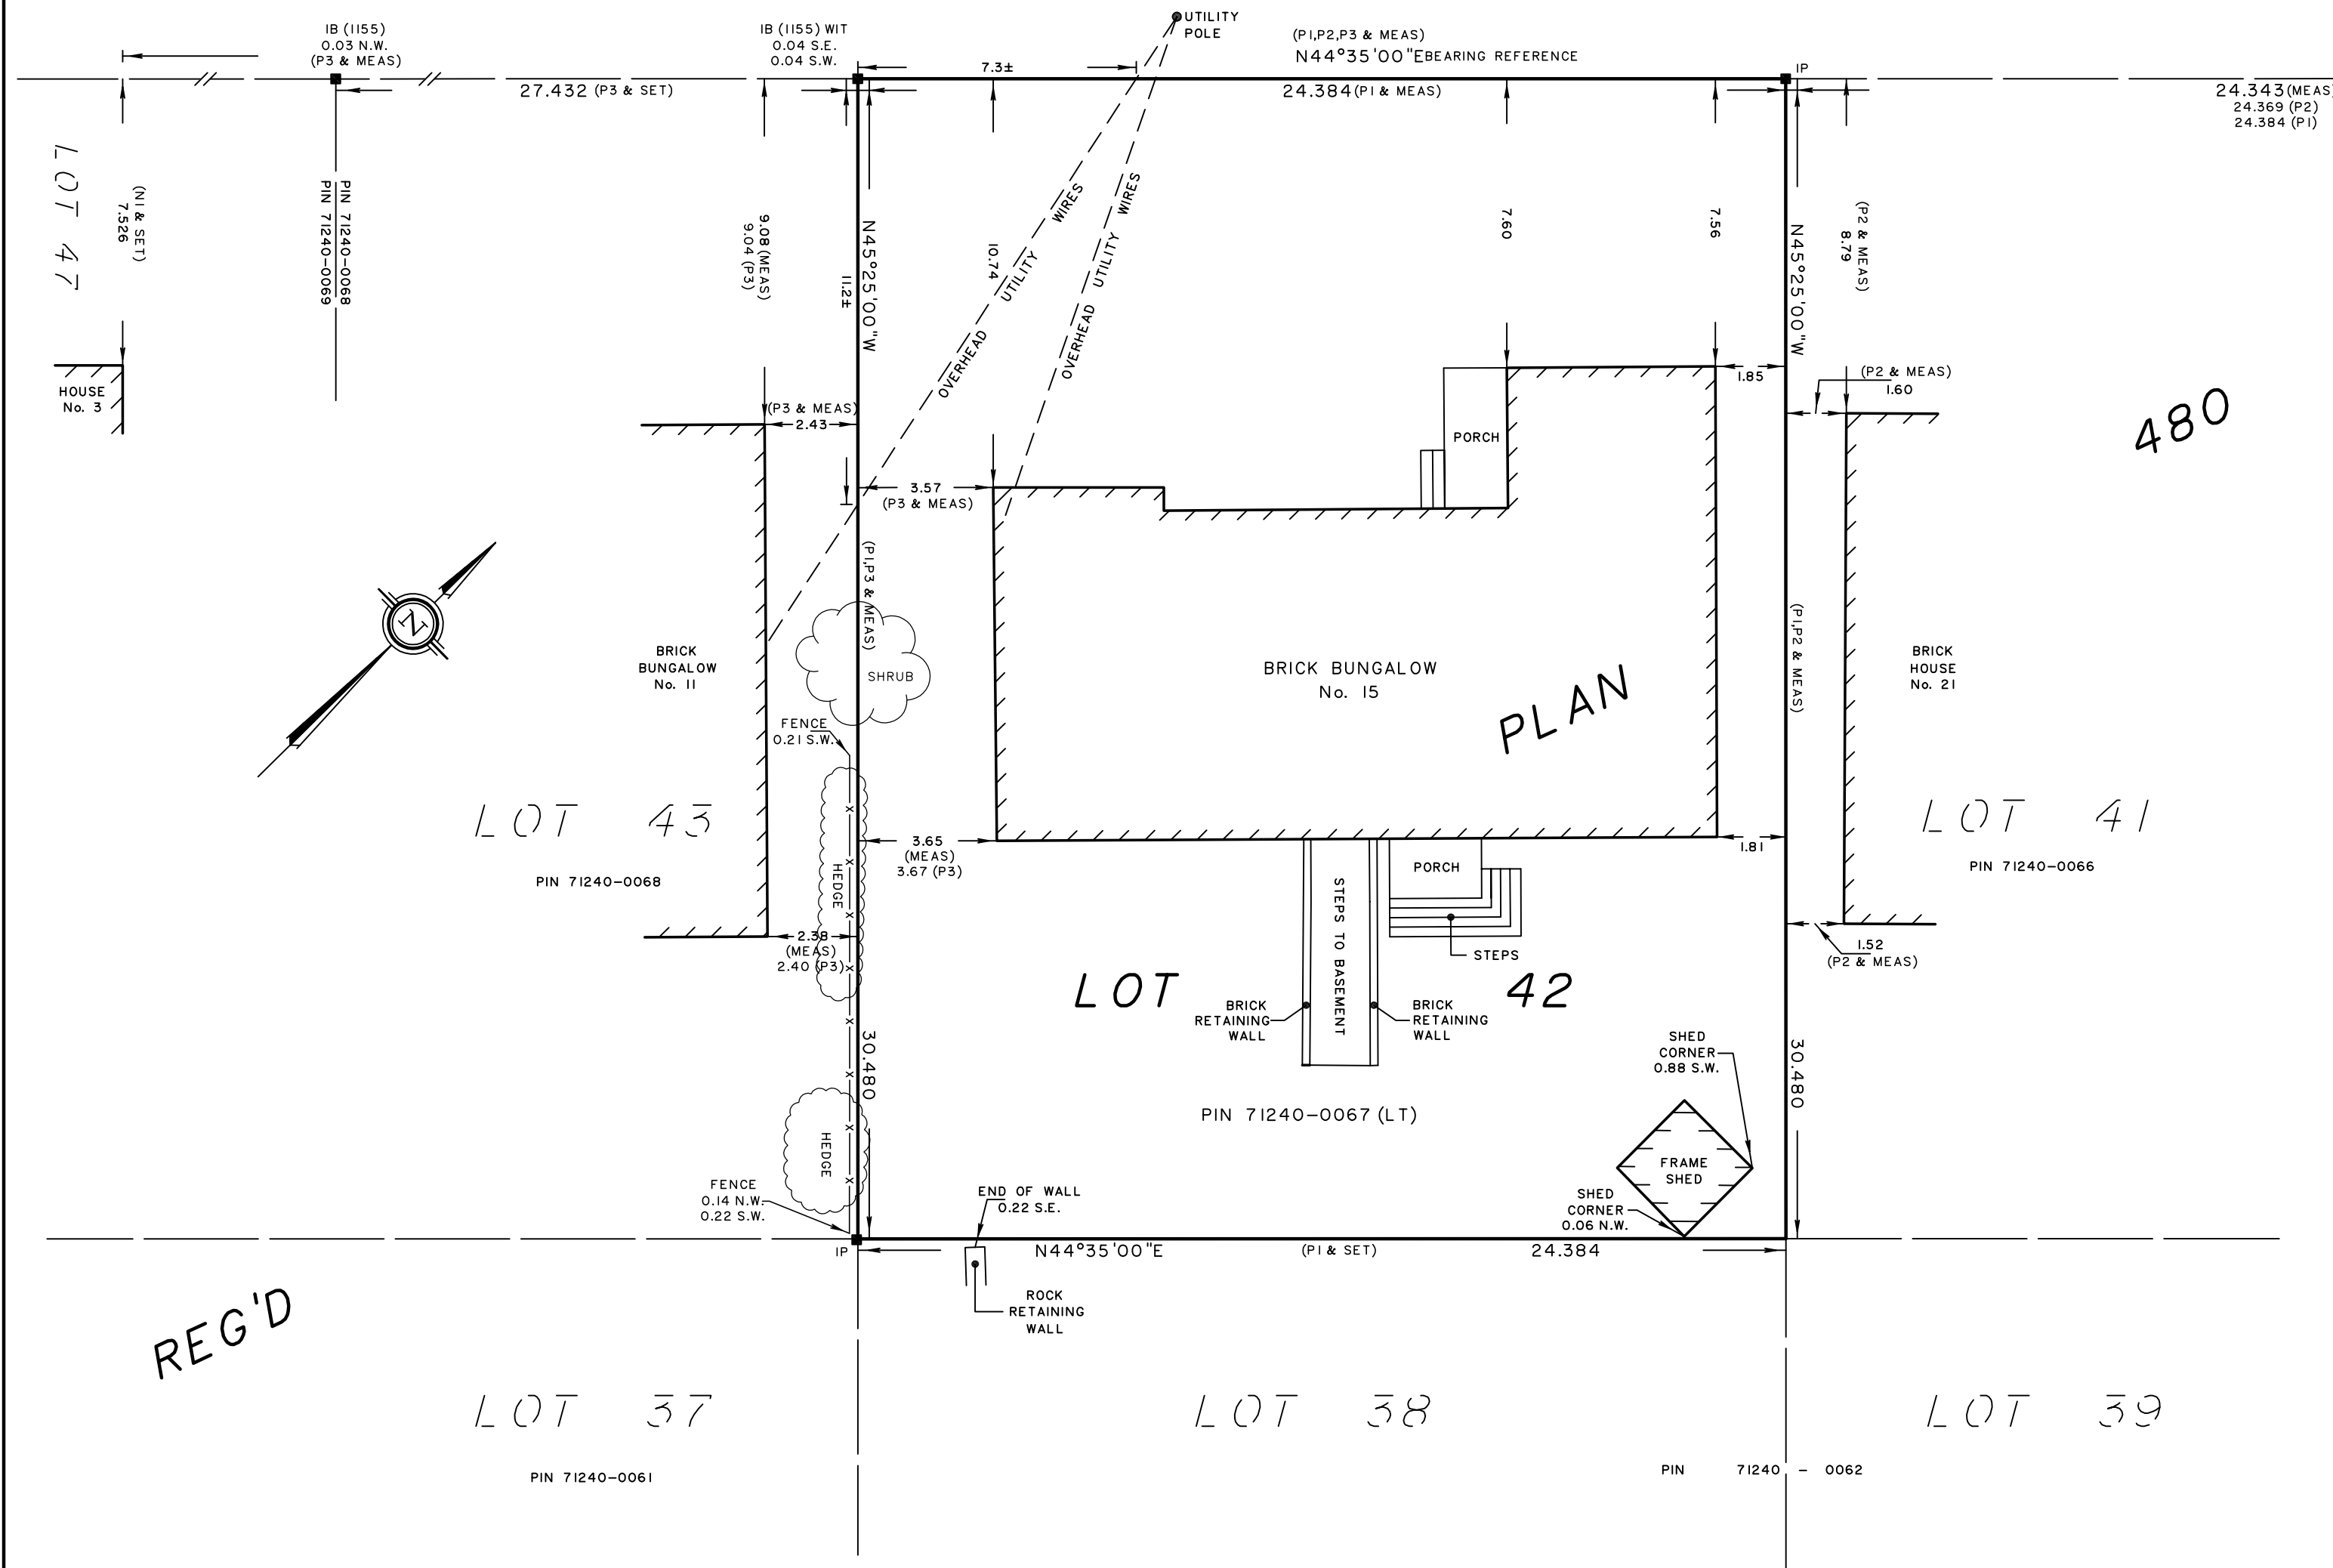 IB (1155)
0.03 N.W.
(P3 & MEAS)
IB (1155) WIT
0.04 S.E.
0.04 S.W.
UTILITY
POLE
(P1,P2,P3 & MEAS)
N44°35'00"E BEARING REFERENCE
IP
7.3±
27.432 (P3 & SET)
24.384 (P1 & MEAS)
24.343 (MEAS)
24.369 (P2)
24.384 (P1)
LOT 47
(N1 & SET)
7.526
PIN 71240-0068
PIN 71240-0069
9.08 (MEAS)
9.04 (P3)
11.2±
N45°25'00"W
10.74
OVERHEAD UTILITY WIRES
OVERHEAD UTILITY WIRES
7.60
7.56
N45°25'00"W
(P2 & MEAS)
8.79
HOUSE
No. 3
(P3 & MEAS)
2.43
1.85
(P2 & MEAS)
1.60
480
PORCH
3.57
(P3 & MEAS)
(P1,P3 & MEAS)
N
BRICK
BUNGALOW
No. 11
SHRUB
BRICK BUNGALOW
No. 15
PLAN
(P1,P2 & MEAS)
BRICK
HOUSE
No. 21
FENCE
0.21 S.W.
LOT 43
PIN 71240-0068
3.65
(MEAS)
3.67 (P3)
HEDGE
1.81
LOT 41
PIN 71240-0066
PORCH
STEPS TO BASEMENT
STEPS
2.38
(MEAS)
2.40 (P3)
1.52
(P2 & MEAS)
LOT 42
BRICK
RETAINING
WALL
BRICK
RETAINING
WALL
30.480
30.480
SHED
CORNER
0.88 S.W.
PIN 71240-0067 (LT)
HEDGE
FRAME
SHED
FENCE
0.14 N.W.
0.22 S.W.
END OF WALL
0.22 S.E.
SHED
CORNER
0.06 N.W.
IP
N44°35'00"E
(P1 & SET)
24.384
ROCK
RETAINING
WALL
REG'D
LOT 37
LOT 38
LOT 39
PIN 71240-0061
PIN 71240 - 0062